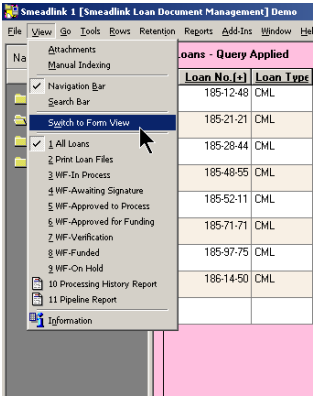 Smeadlink 1 [Smeadlink Loan Document Management] Demo
File View Go Tools Rows Retention Reports Add-Ins Window Hel
Na
Loans - Query Applied
Attachments
Manual Indexing
Navigation Bar
Search Bar
Switch to Form View
1 All Loans
2 Print Loan Files
3 WF-In Process
4 WF-Awaiting Signature
5 WF-Approved to Process
6 WF-Approved for Funding
7 WF-Verification
8 WF-Funded
9 WF-On Hold
10 Processing History Report
11 Pipeline Report
Information
Loan No.[+] Loan Type
185-12-48 CML
185-21-21 CML
185-28-44 CML
185-48-55 CML
185-52-11 CML
185-71-71 CML
185-97-75 CML
186-14-50 CML